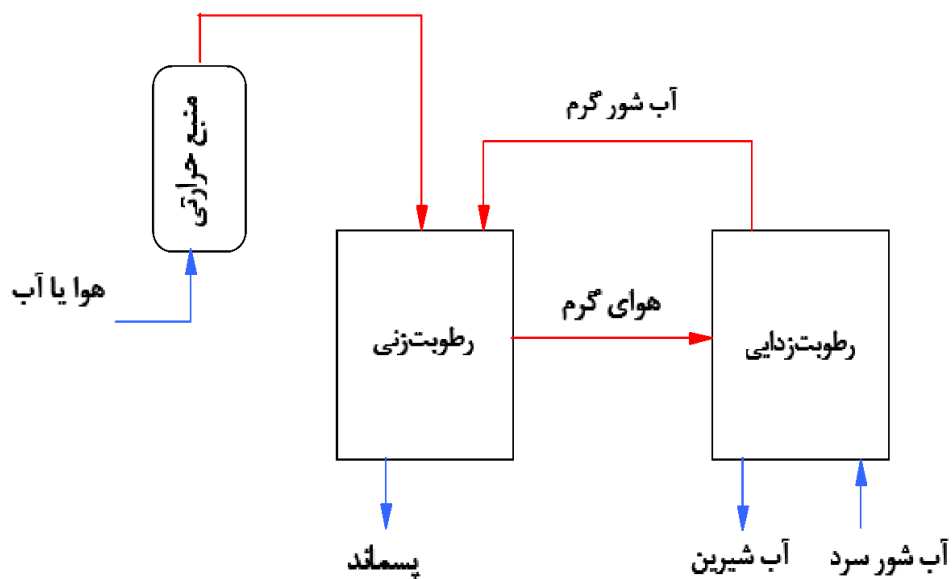 منبع حرارتی
آب شور گرم
هوا یا آب
هوای گرم
رطوبت‌زنی
رطوبت‌زدایی
پسماند
آب شیرین
آب شور سرد